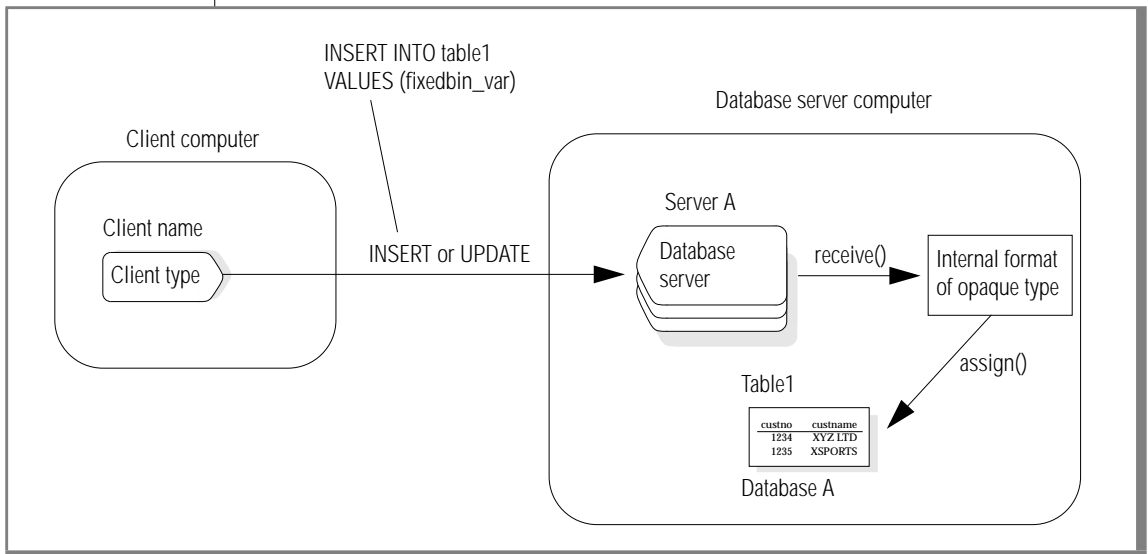 INSERT INTO table1
VALUES (fixedbin_var)
Database server computer
Client computer
Client name
Client type
INSERT or UPDATE
Server A
Database
server
receive()
Internal format
of opaque type
assign()
Table1
custno custname
1234 XYZ LTD
1235 XSPORTS
Database A